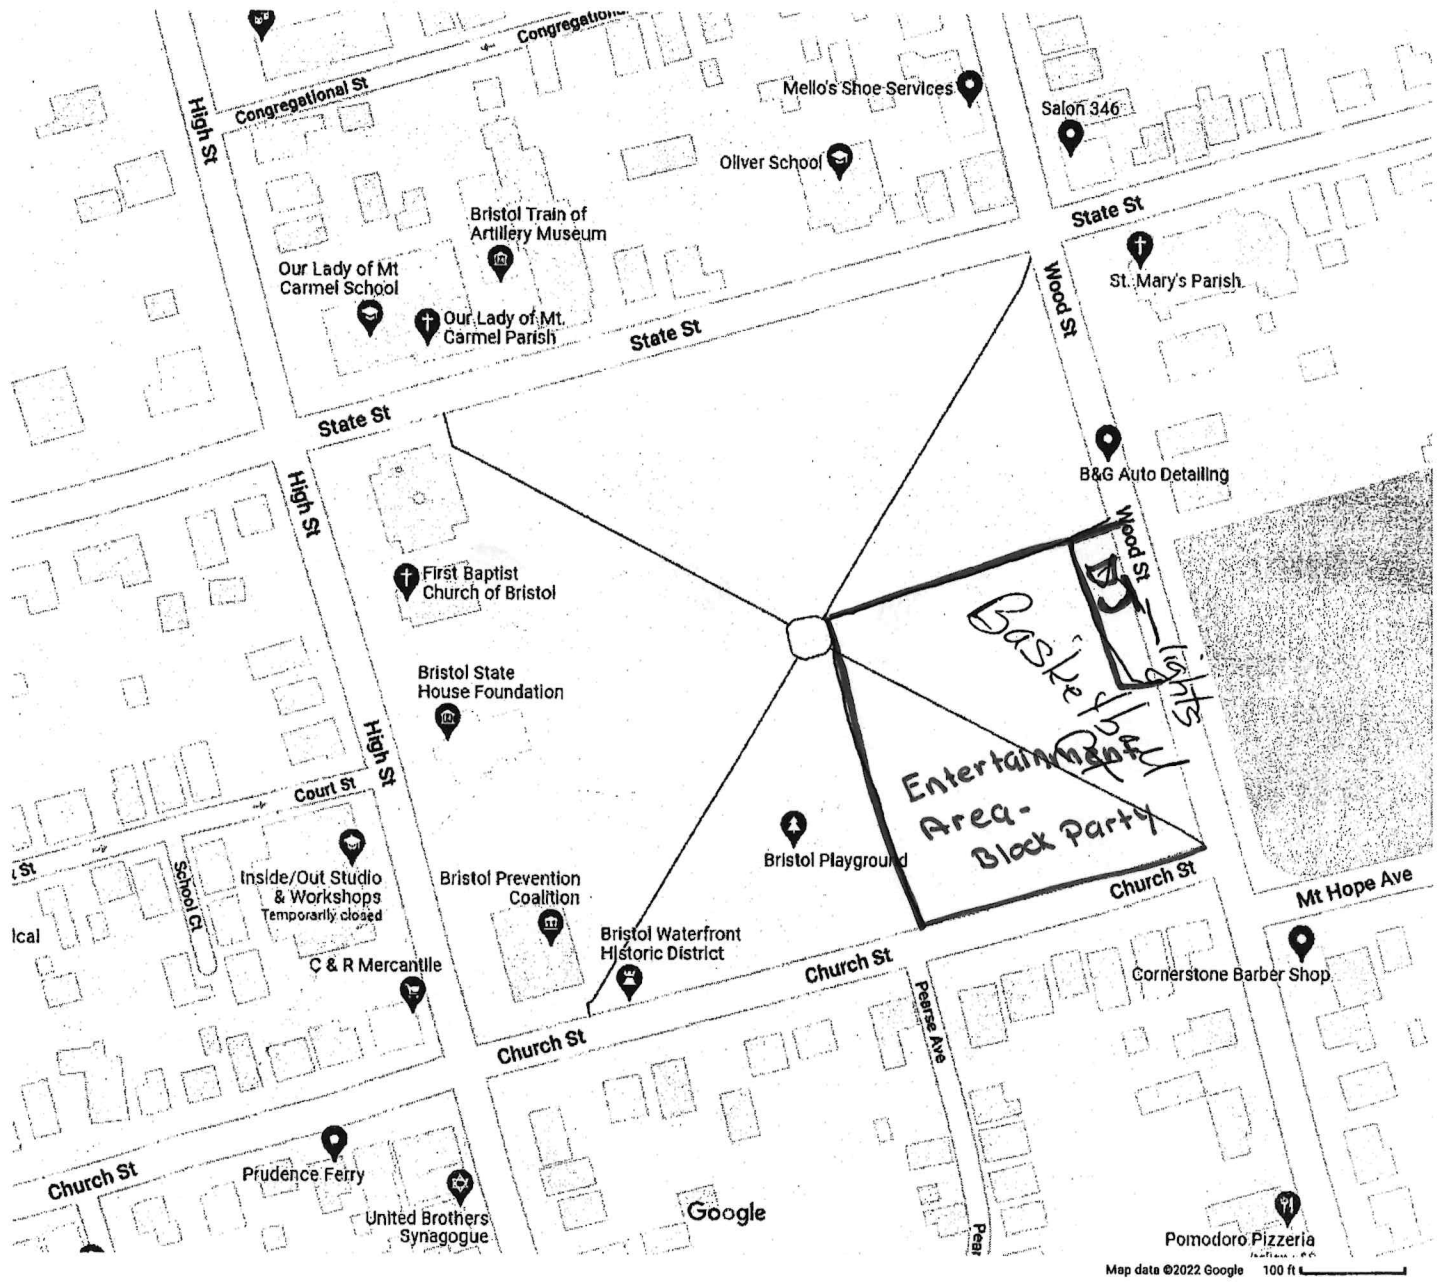 Congregational St
High St
Mello's Shoe Services
Salon 346
Oliver School
State St
Bristol Train of
Artillery Museum
Our Lady of Mt
Carmel School
Our Lady of Mt.
Carmel Parish
St. Mary's Parish
Wood St
State St
State St
B&G Auto Detailing
High St
Wood St
First Baptist
Church of Bristol
DJ
lights
Basketball
Bristol State
House Foundation
High St
Entertainment
Area-
Block Party
Court St
School Ct
St
Bristol Playground
Inside/Out Studio
& Workshops
Temporarily closed
Bristol Prevention
Coalition
Church St
Mt Hope Ave
Bristol Waterfront
Historic District
C & R Mercantile
Church St
Cornerstone Barber Shop
Pearse Ave
Church St
Prudence Ferry
Church St
United Brothers
Synagogue
Google
Pomodoro Pizzeria
Map data ©2022 Google 100 ft